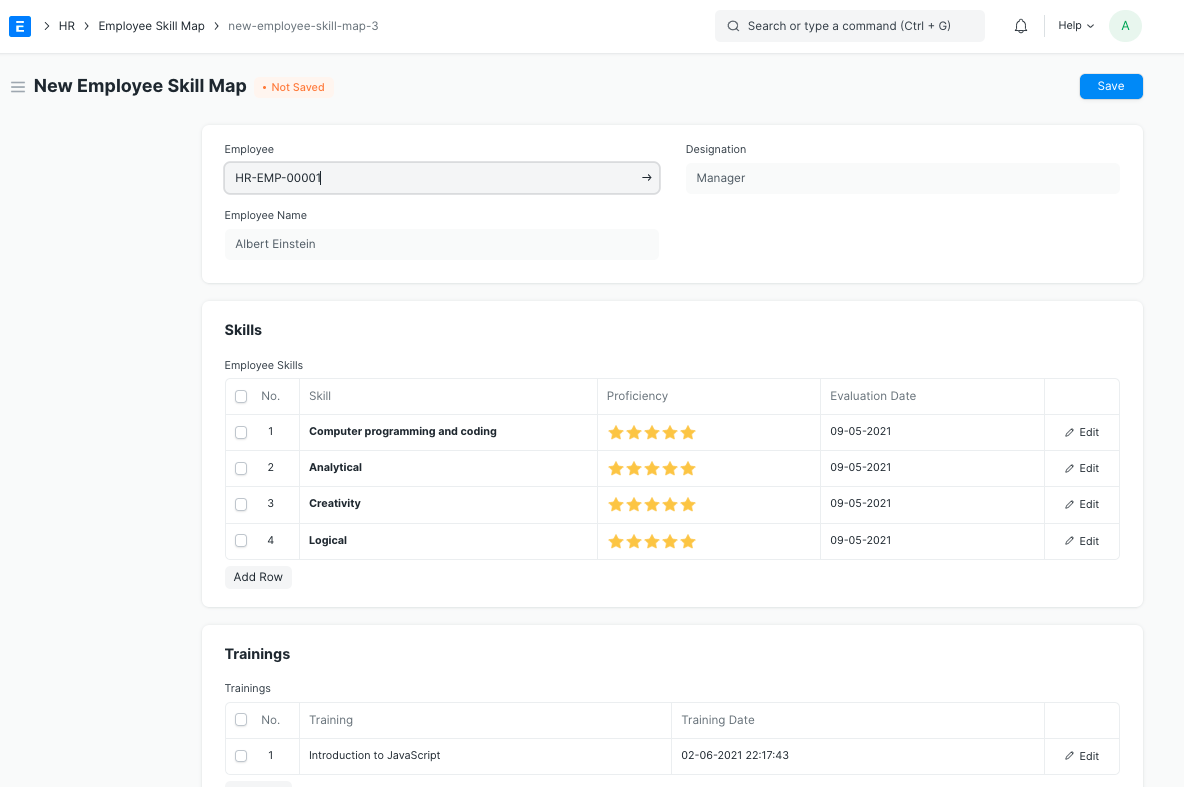 E HR Employee Skill Map new-employee-skill-map-3 Search or type a command (Ctrl + G) Help A
New Employee Skill Map • Not Saved Save
Employee Designation
HR-EMP-00001 → Manager
Employee Name
Albert Einstein
Skills
Employee Skills
No. Skill Proficiency Evaluation Date
1 Computer programming and coding 09-05-2021 Edit
2 Analytical 09-05-2021 Edit
3 Creativity 09-05-2021 Edit
4 Logical 09-05-2021 Edit
Add Row
Trainings
Trainings
No. Training Training Date
1 Introduction to JavaScript 02-06-2021 22:17:43 Edit